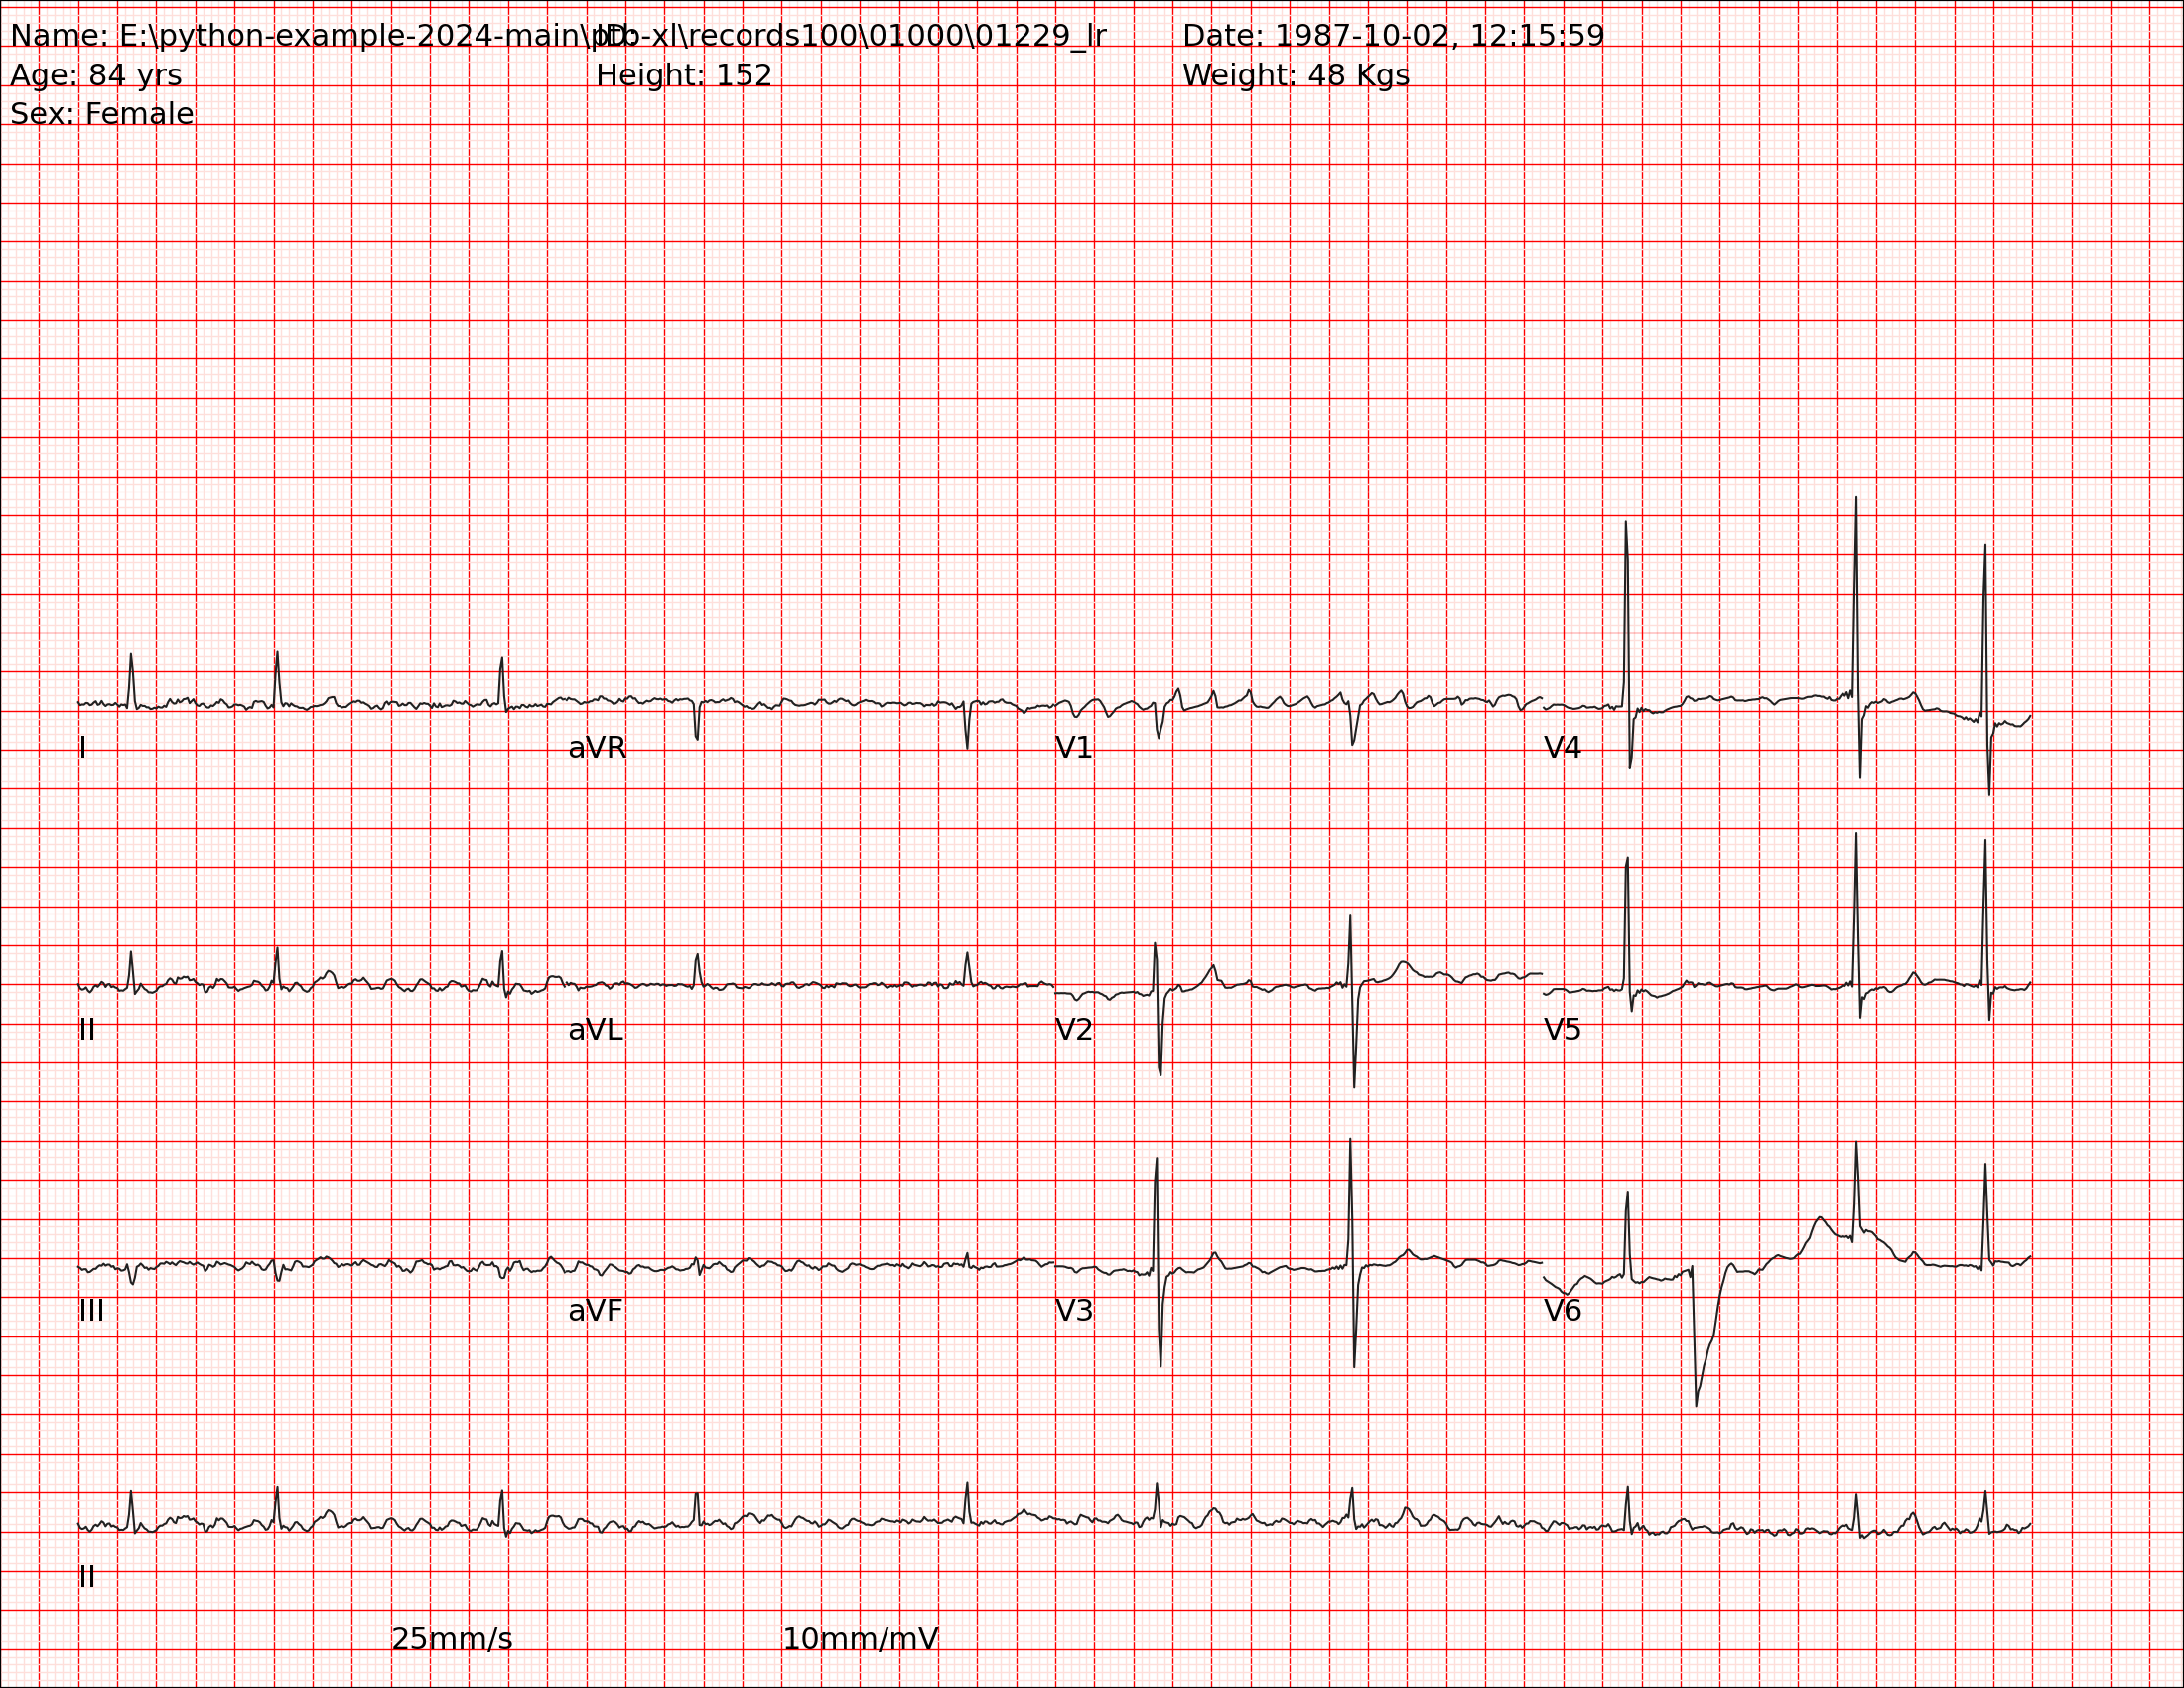 Name: E:\python-example-2024-main\ptb-xl\records100\01000\01229_lr ID: Date: 1987-10-02, 12:15:59
Age: 84 yrs Height: 152 Weight: 48 Kgs
Sex: Female
I aVR V1 V4
II aVL V2 V5
III aVF V3 V6
II
25mm/s 10mm/mV